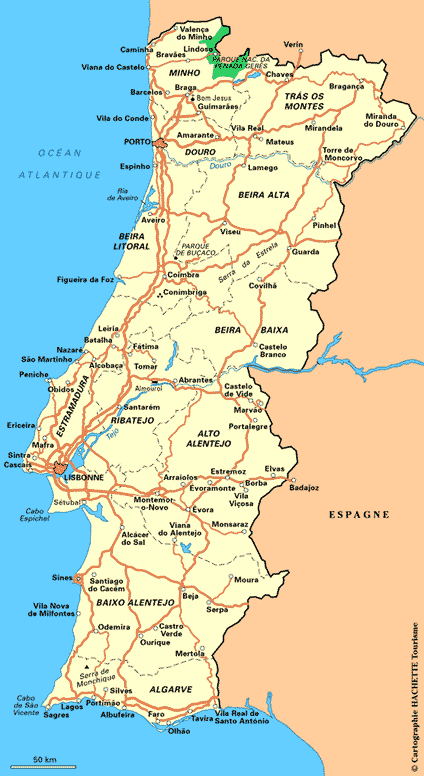 Valença
do Minho
Caminha
Lindoso
Bravães
PARQUE NAC. DA
PENADA GERÊS
Verín
Viana do Castelo
MINHO
Chaves
Bragança
Barcelos
Braga
Bom Jesus
TRÁS OS
MONTES
Guimarães
Miranda
do Douro
Vila do Conde
Vila Real
Mirandela
Amarante
PORTO
DOURO
Mateus
Torre de
Moncorvo
OCÉAN
ATLANTIQUE
Espinho
Douro
Lamego
Ria
de Aveiro
BEIRA ALTA
Aveiro
Viseu
Pinhel
BEIRA
LITORAL
PARQUE
DE BUÇACO
Serra da Estrela
Guarda
Figueira da Foz
Coimbra
Covilhã
Conimbriga
Leiria
BEIRA BAIXA
Batalha
Fátima
Castelo
Branco
Nazaré
São Martinho
Alcobaça
Tomar
Peniche
Obidos
Almourol
Abrantes
Castelo
de Vide
ESTRAMADURA
Santarém
Marvão
RIBATEJO
Portalegre
Ericeira
Tejo
ALTO
ALENTEJO
Mafra
Sintra
Cascais
LISBONNE
Estremoz
Elvas
Arraiolos
Borba
Badajoz
Evoramonte
Vila
Viçosa
Sétubal
Montemor-
o-Novo
Cabo
Espichel
Évora
ESPAGNE
Monsaraz
Viana
do Alentejo
Alcácer
do Sal
Sines
Santiago
do Cacém
Moura
BAIXO ALENTEJO
Beja
Vila Nova
de Milfontes
Serpa
Odemira
Castro
Verde
Ourique
Mertola
Serra de
Monchique
ALGARVE
Silves
Cabo
de São
Vicente
Lagos
Portimão
Sagres
Albufeira
Faro
Tavira
Vila Real de
Santo António
Olhão
50 km
© Cartographie HACHETTE Tourisme